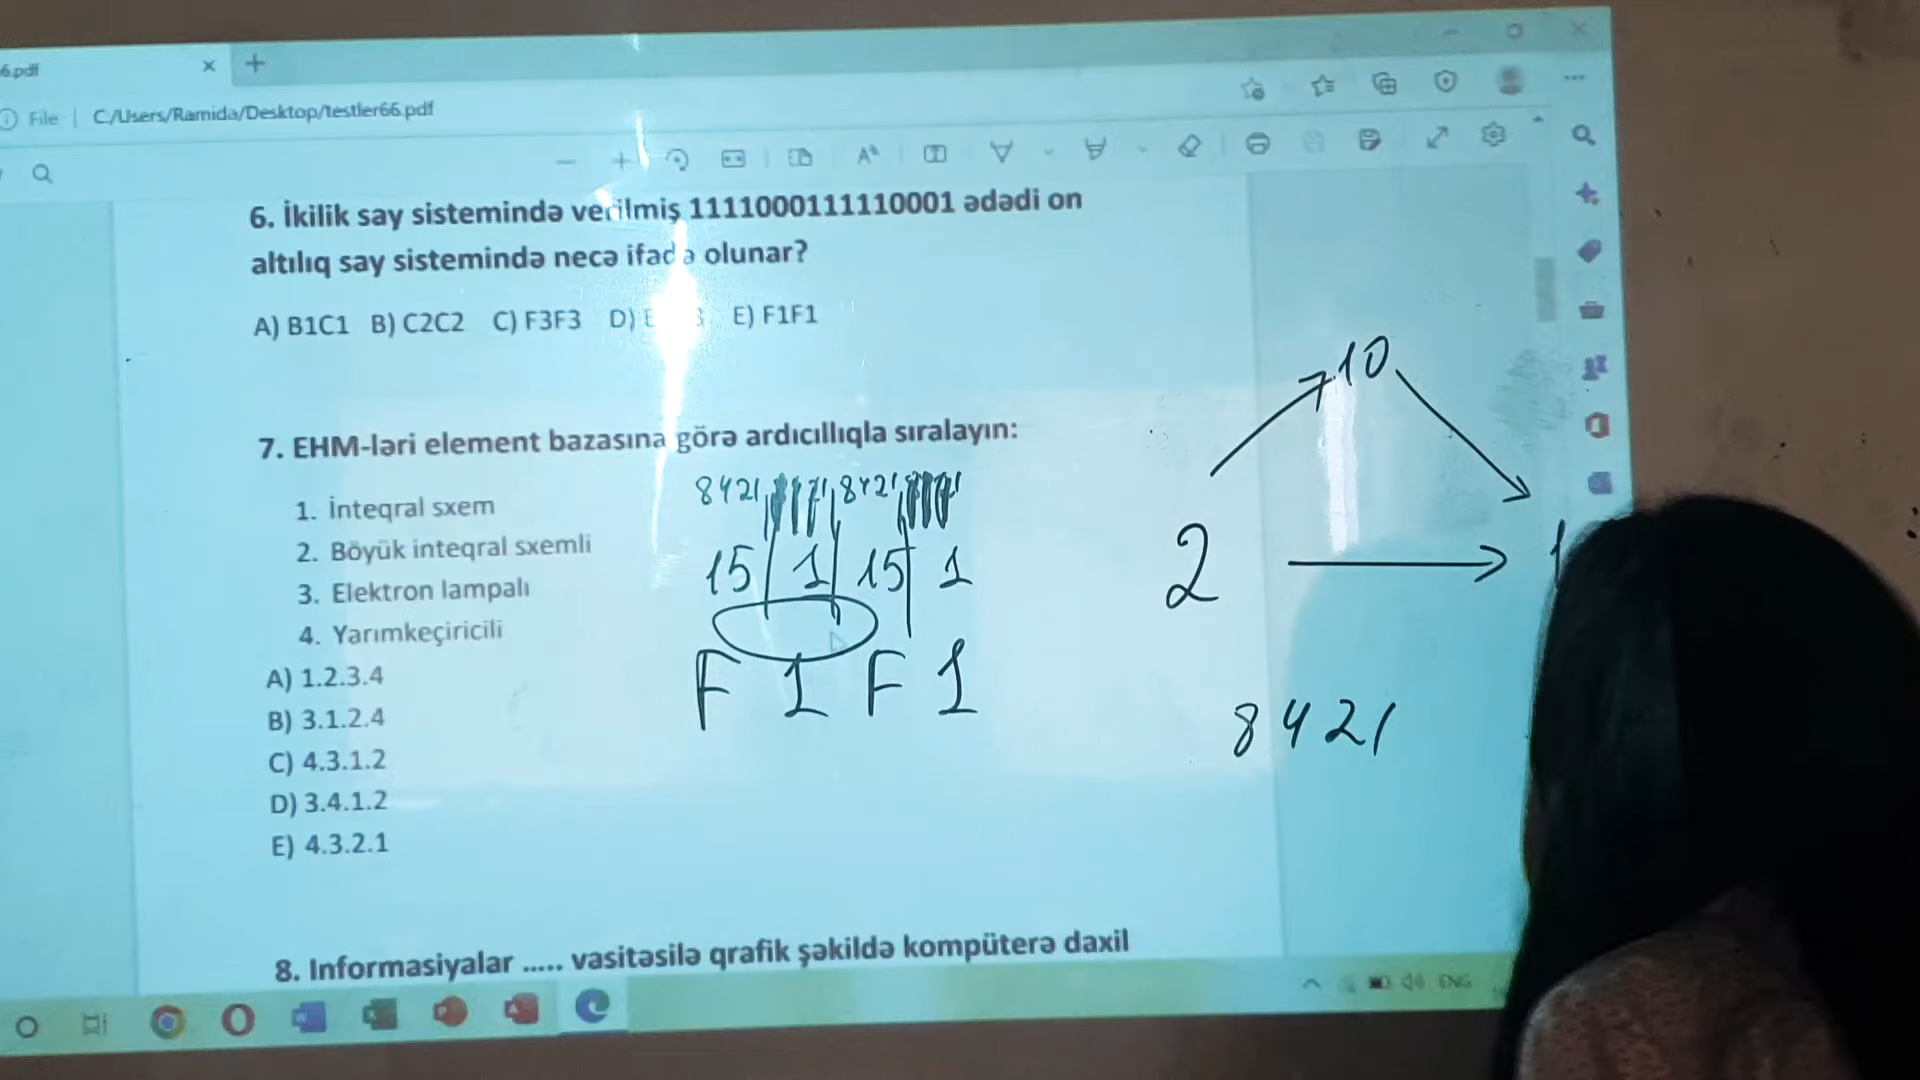 6.pdf
File | C:/Users/Ramida/Desktop/testler66.pdf
6. İkilik say sistemində verilmiş 1111000111110001 ədədi on
altılıq say sistemində necə ifadə olunar?
A) B1C1 B) C2C2 C) F3F3 D) E) F1F1
7. EHM-ləri element bazasına görə ardıcıllıqla sıralayın:
1. İnteqral sxem
2. Böyük inteqral sxemli
3. Elektron lampalı
4. Yarımkeçiricili
A) 1.2.3.4
B) 3.1.2.4
C) 4.3.1.2
D) 3.4.1.2
E) 4.3.2.1
8421 8421
15 1 15 1
F 1 F 1
10
2
8421
8. Informasiyalar ..... vasitəsilə qrafik şəkildə kompüterə daxil
ENG